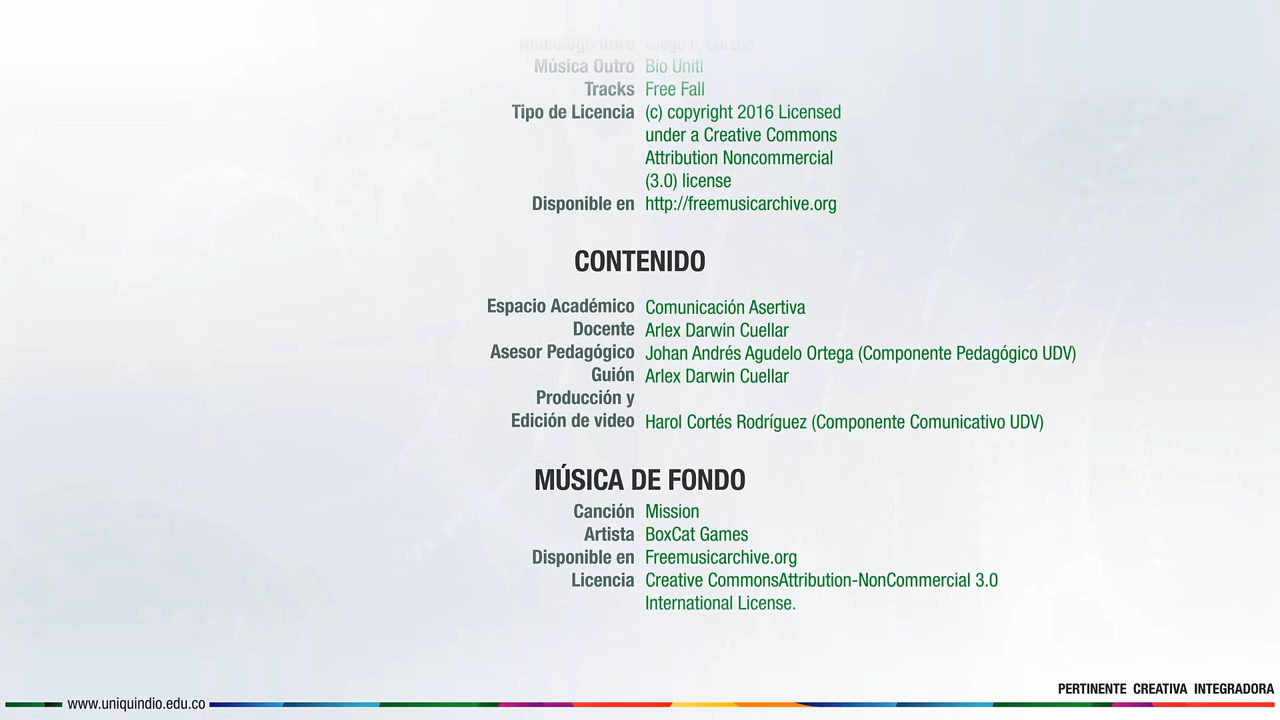 Música Outro Bio Unitl
Tracks Free Fall
Tipo de Licencia (c) copyright 2016 Licensed
under a Creative Commons
Attribution Noncommercial
(3.0) license
Disponible en http://freemusicarchive.org
CONTENIDO
Espacio Académico Comunicación Asertiva
Docente Arlex Darwin Cuellar
Asesor Pedagógico Johan Andrés Agudelo Ortega (Componente Pedagógico UDV)
Guión Arlex Darwin Cuellar
Producción y
Edición de video Harol Cortés Rodríguez (Componente Comunicativo UDV)
MÚSICA DE FONDO
Canción Mission
Artista BoxCat Games
Disponible en Freemusicarchive.org
Licencia Creative CommonsAttribution-NonCommercial 3.0
International License.
PERTINENTE CREATIVA INTEGRADORA
www.uniquindio.edu.co